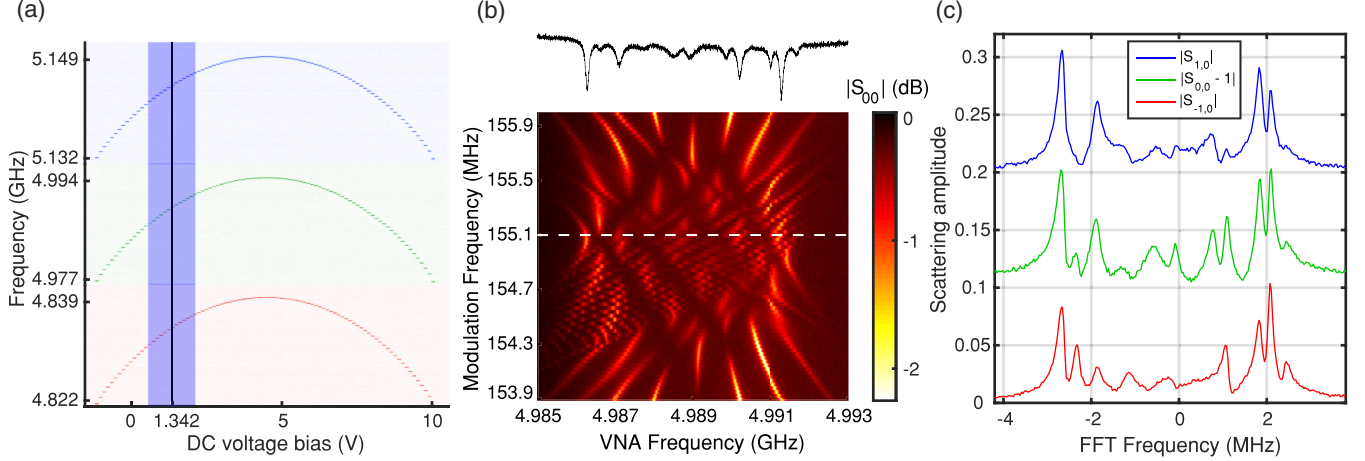 (a)
5.149
5.132
4.994
4.977
4.839
4.822
Frequency (GHz)
0
1.342
5
10
DC voltage bias (V)
(b)
|S00| (dB)
0
-1
-2
155.9
155.5
155.1
154.7
154.3
153.9
Modulation Frequency (MHz)
4.985
4.987
4.989
4.991
4.993
VNA Frequency (GHz)
(c)
0.3
0.25
0.2
0.15
0.1
0.05
0
Scattering amplitude
|S1,0|
|S0,0 - 1|
|S-1,0|
-4
-2
0
2
FFT Frequency (MHz)